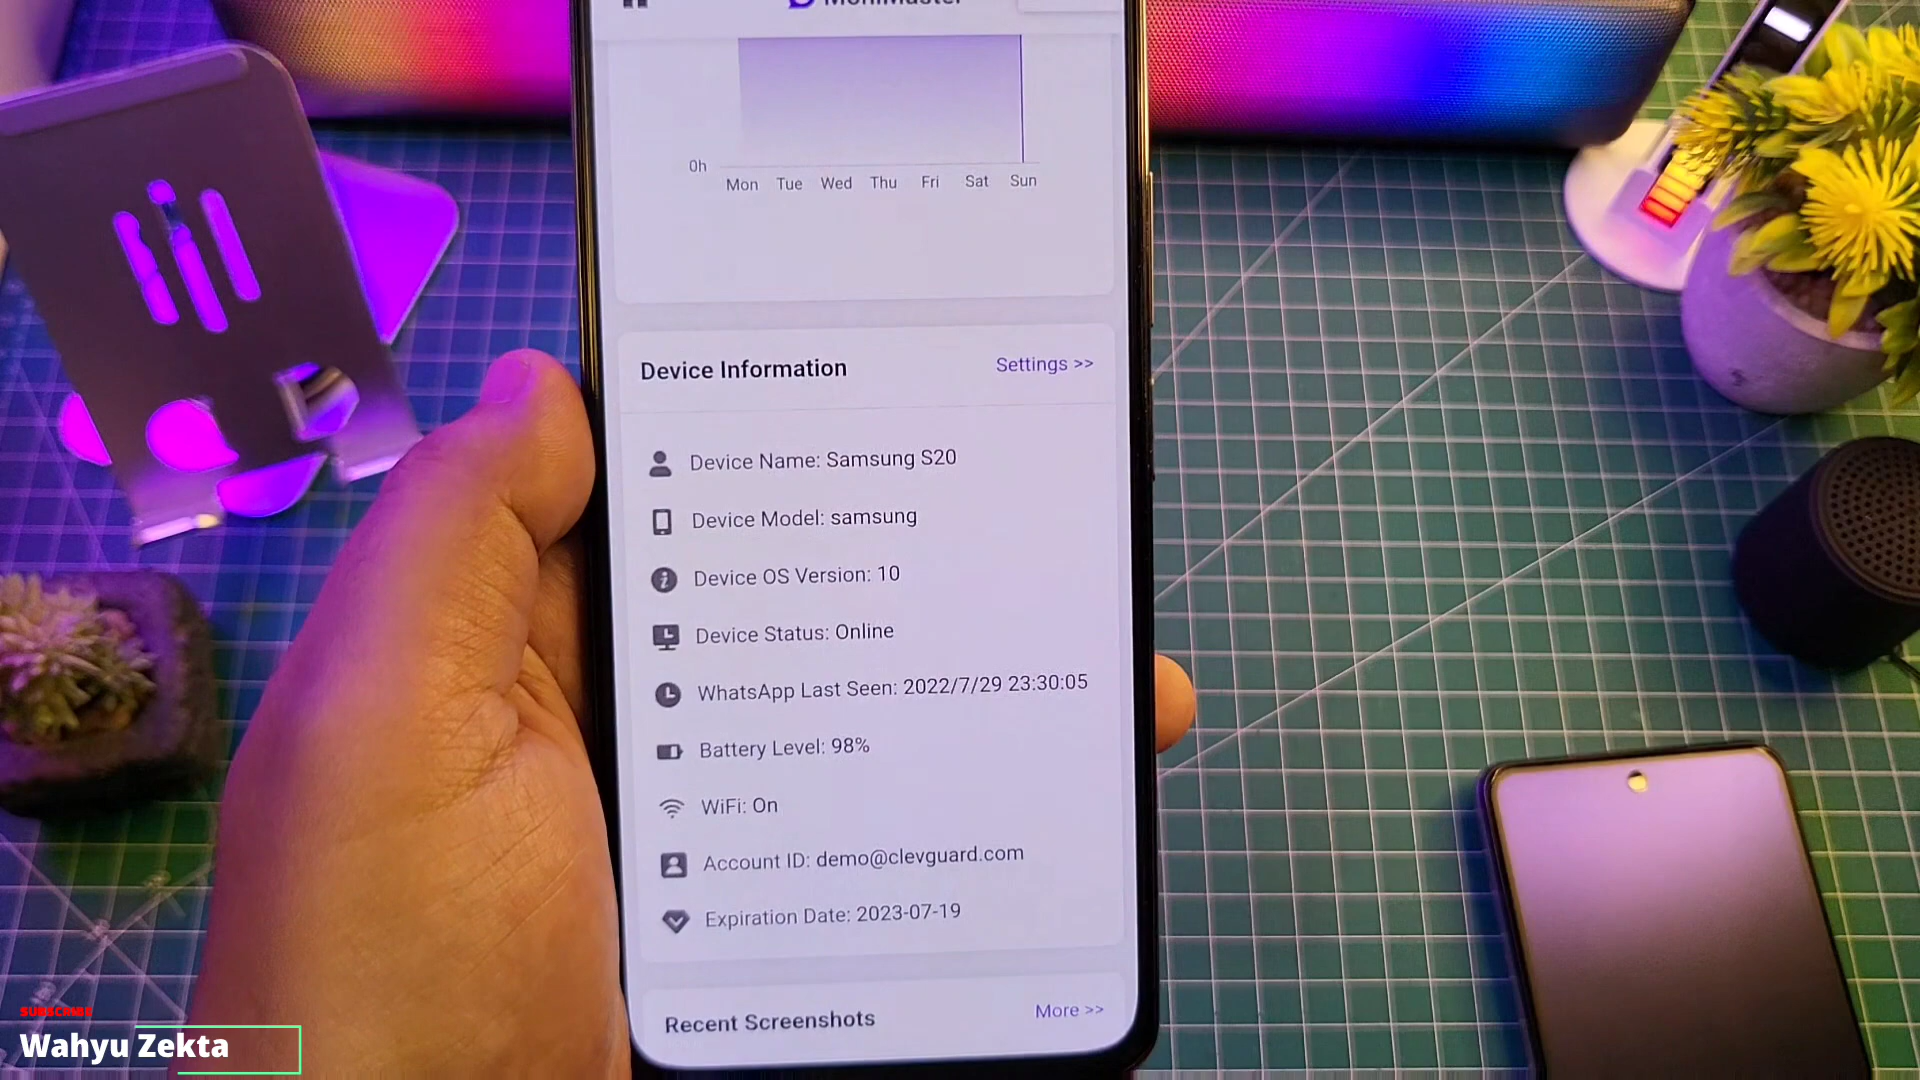 MoniMaster
0h
Mon Tue Wed Thu Fri Sat Sun
Device Information
Settings >>
Device Name: Samsung S20
Device Model: samsung
Device OS Version: 10
Device Status: Online
WhatsApp Last Seen: 2022/7/29 23:30:05
Battery Level: 98%
WiFi: On
Account ID: demo@clevguard.com
Expiration Date: 2023-07-19
Recent Screenshots
More >>
SUBSCRIBE
Wahyu Zekta